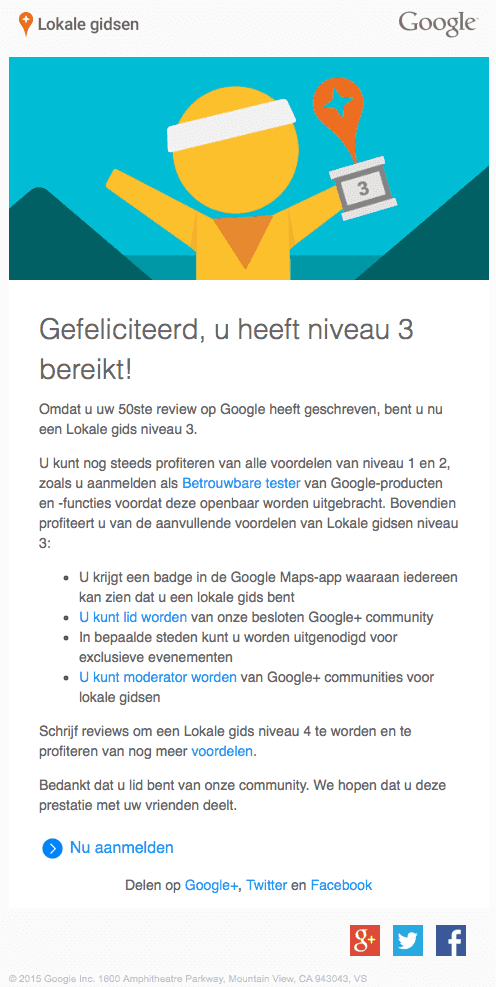 Lokale gidsen
Google
3
Gefeliciteerd, u heeft niveau 3
bereikt!
Omdat u uw 50ste review op Google heeft geschreven, bent u nu
een Lokale gids niveau 3.
U kunt nog steeds profiteren van alle voordelen van niveau 1 en 2,
zoals u aanmelden als Betrouwbare tester van Google-producten
en -functies voordat deze openbaar worden uitgebracht. Bovendien
profiteert u van de aanvullende voordelen van Lokale gidsen niveau
3:
• U krijgt een badge in de Google Maps-app waaraan iedereen
kan zien dat u een lokale gids bent
• U kunt lid worden van onze besloten Google+ community
• In bepaalde steden kunt u worden uitgenodigd voor
exclusieve evenementen
• U kunt moderator worden van Google+ communities voor
lokale gidsen
Schrijf reviews om een Lokale gids niveau 4 te worden en te
profiteren van nog meer voordelen.
Bedankt dat u lid bent van onze community. We hopen dat u deze
prestatie met uw vrienden deelt.
Nu aanmelden
Delen op Google+, Twitter en Facebook
g+
f
© 2015 Google Inc. 1600 Amphitheatre Parkway, Mountain View, CA 943043, VS